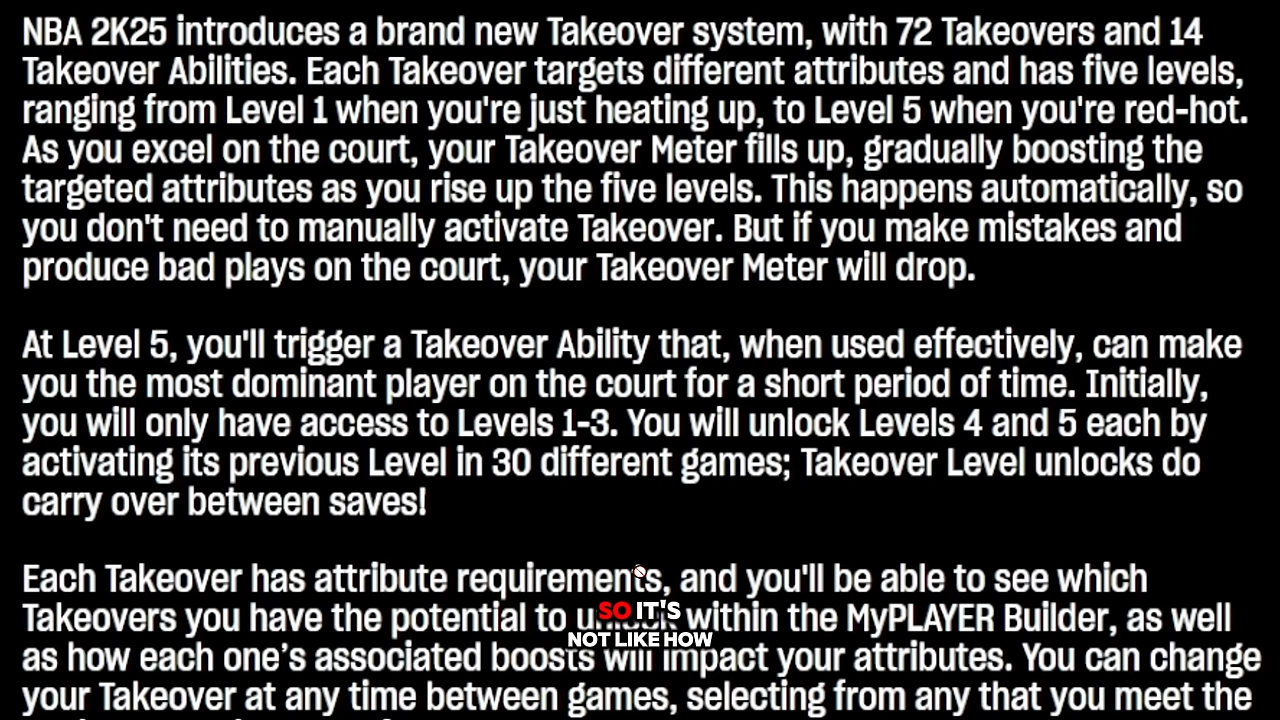 NBA 2K25 introduces a brand new Takeover system, with 72 Takeovers and 14
Takeover Abilities. Each Takeover targets different attributes and has five levels,
ranging from Level 1 when you're just heating up, to Level 5 when you're red-hot.
As you excel on the court, your Takeover Meter fills up, gradually boosting the
targeted attributes as you rise up the five levels. This happens automatically, so
you don't need to manually activate Takeover. But if you make mistakes and
produce bad plays on the court, your Takeover Meter will drop.
At Level 5, you'll trigger a Takeover Ability that, when used effectively, can make
you the most dominant player on the court for a short period of time. Initially,
you will only have access to Levels 1-3. You will unlock Levels 4 and 5 each by
activating its previous Level in 30 different games; Takeover Level unlocks do
carry over between saves!
Each Takeover has attribute requirements, and you'll be able to see which
Takeovers you have the potential to within the MyPLAYER Builder, as well
SO IT'S
NOT LIKE HOW
as how each one's associated boosts will impact your attributes. You can change
your Takeover at any time between games, selecting from any that you meet the